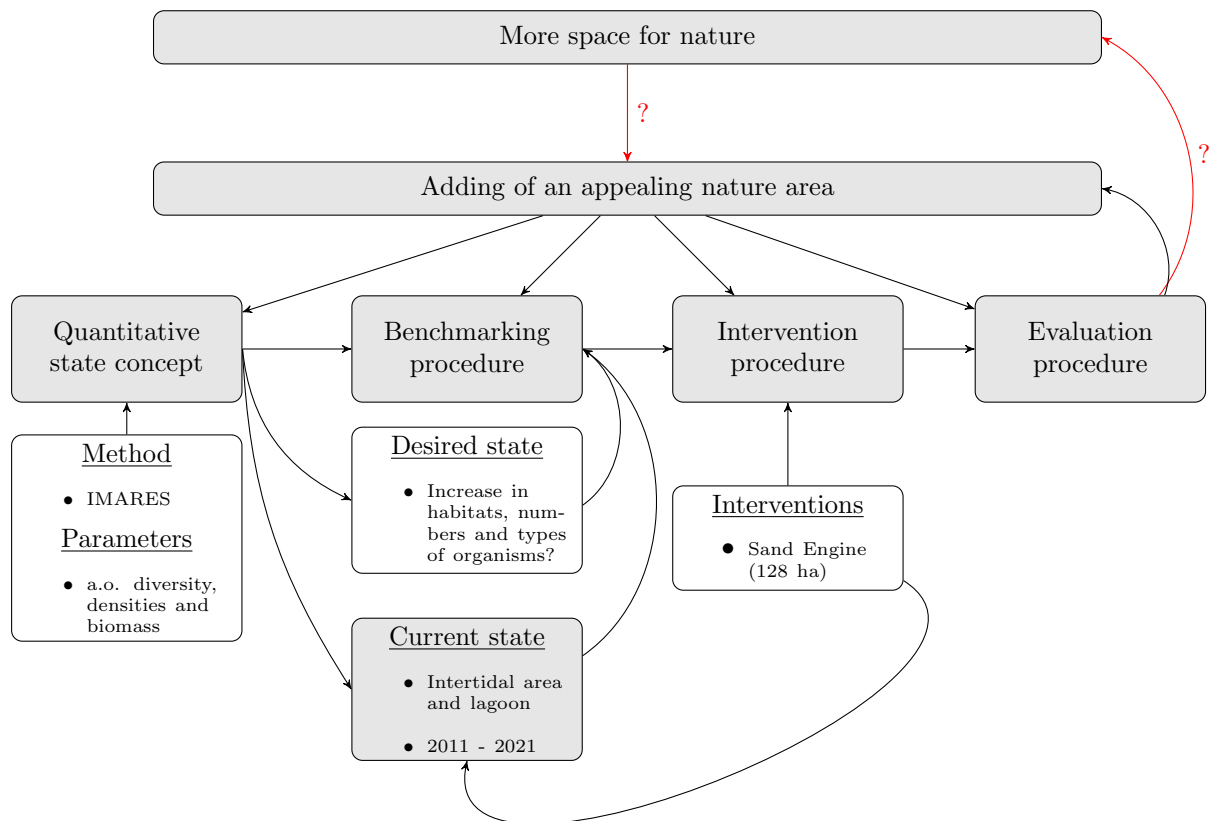 More space for nature
?
Adding of an appealing nature area
?
Quantitative
state concept
Benchmarking
procedure
Intervention
procedure
Evaluation
procedure
Method
• IMARES
Parameters
• a.o. diversity,
densities and
biomass
Desired state
• Increase in
habitats, num-
bers and types
of organisms?
Interventions
• Sand Engine
(128 ha)
Current state
• Intertidal area
and lagoon
• 2011 - 2021